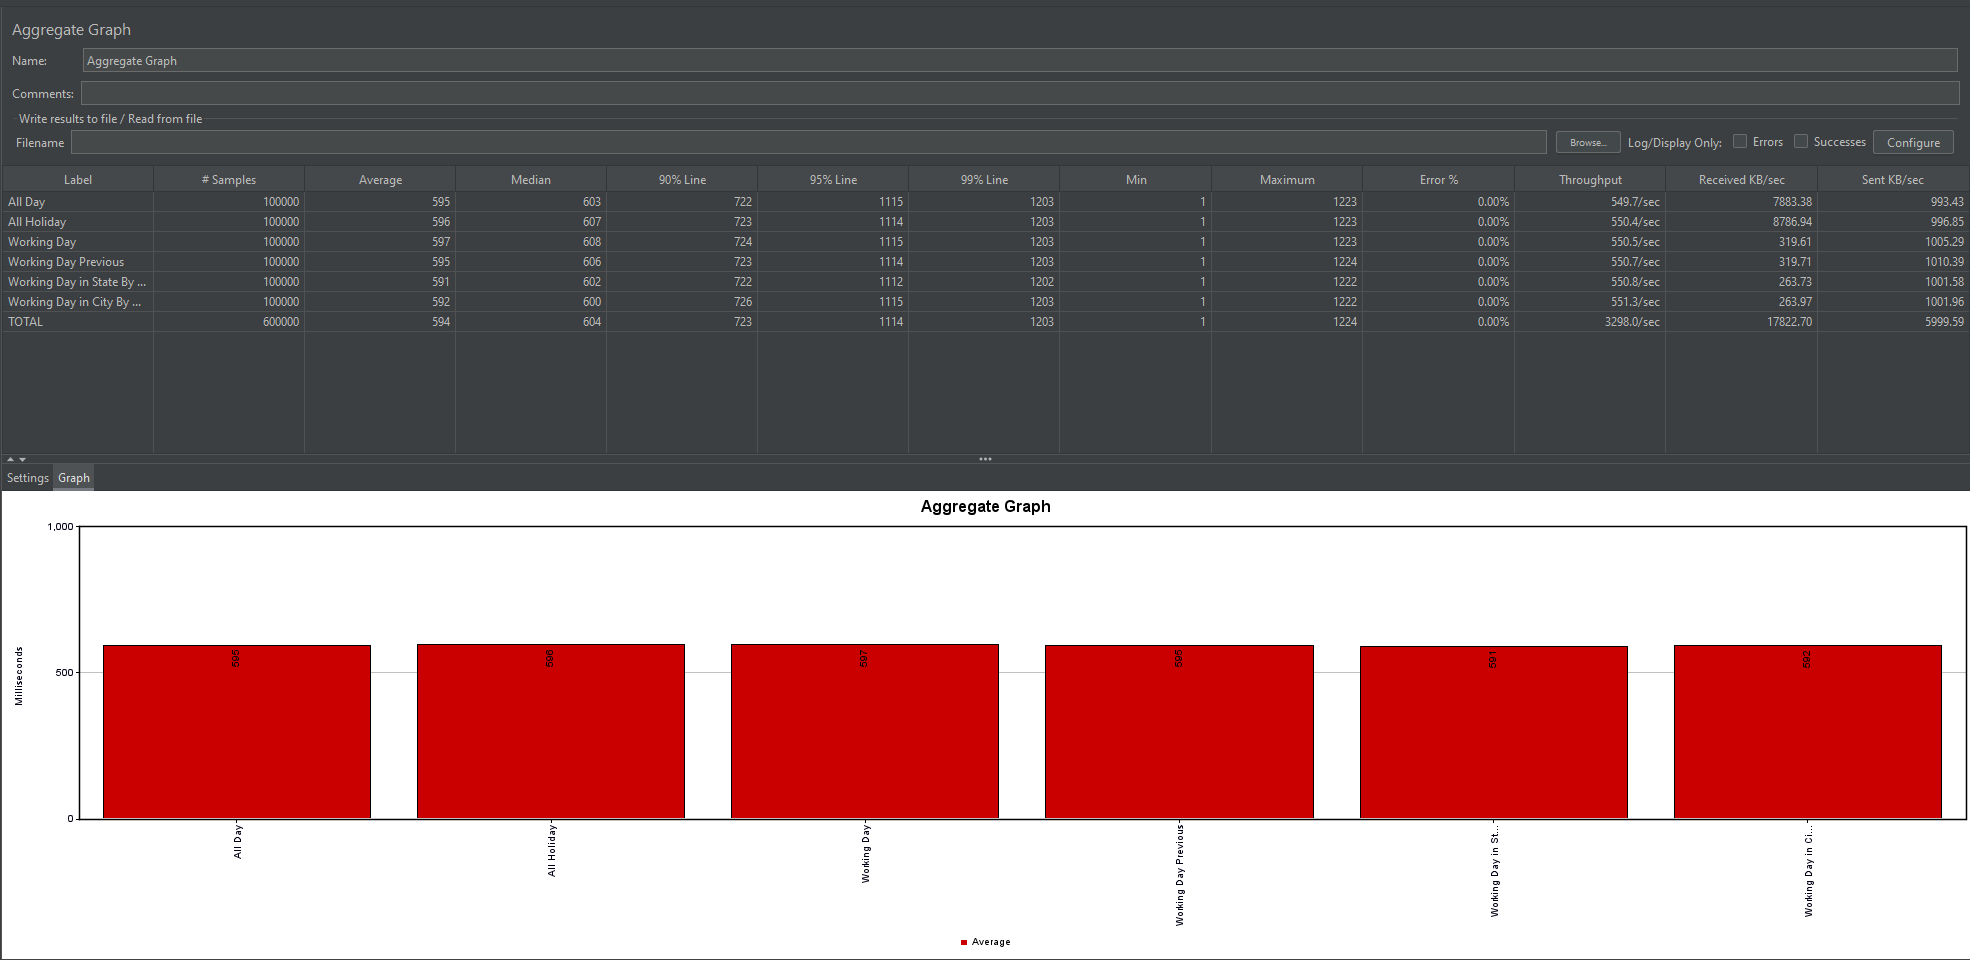 Aggregate Graph
Name: Aggregate Graph
Comments:
Write results to file / Read from file
Filename Browse... Log/Display Only: Errors Successes Configure
Label # Samples Average Median 90% Line 95% Line 99% Line Min Maximum Error % Throughput Received KB/sec Sent KB/sec
All Day 100000 595 603 722 1115 1203 1 1223 0.00% 549.7/sec 7883.38 993.43
All Holiday 100000 596 607 723 1114 1203 1 1223 0.00% 550.4/sec 8786.94 996.85
Working Day 100000 597 608 724 1115 1203 1 1223 0.00% 550.5/sec 319.61 1005.29
Working Day Previous 100000 595 606 723 1114 1203 1 1224 0.00% 550.7/sec 319.71 1010.39
Working Day in State By ... 100000 591 602 722 1112 1202 1 1222 0.00% 550.8/sec 263.73 1001.58
Working Day in City By ... 100000 592 600 726 1115 1203 1 1222 0.00% 551.3/sec 263.97 1001.96
TOTAL 600000 594 604 723 1114 1203 1 1224 0.00% 3298.0/sec 17822.70 5999.59
Settings Graph
Aggregate Graph
1,000
500
0
Milliseconds
595 596 597 595 591 592
All Day
All Holiday
Working Day
Working Day Previous
Working Day in St...
Working Day in Ci...
Average